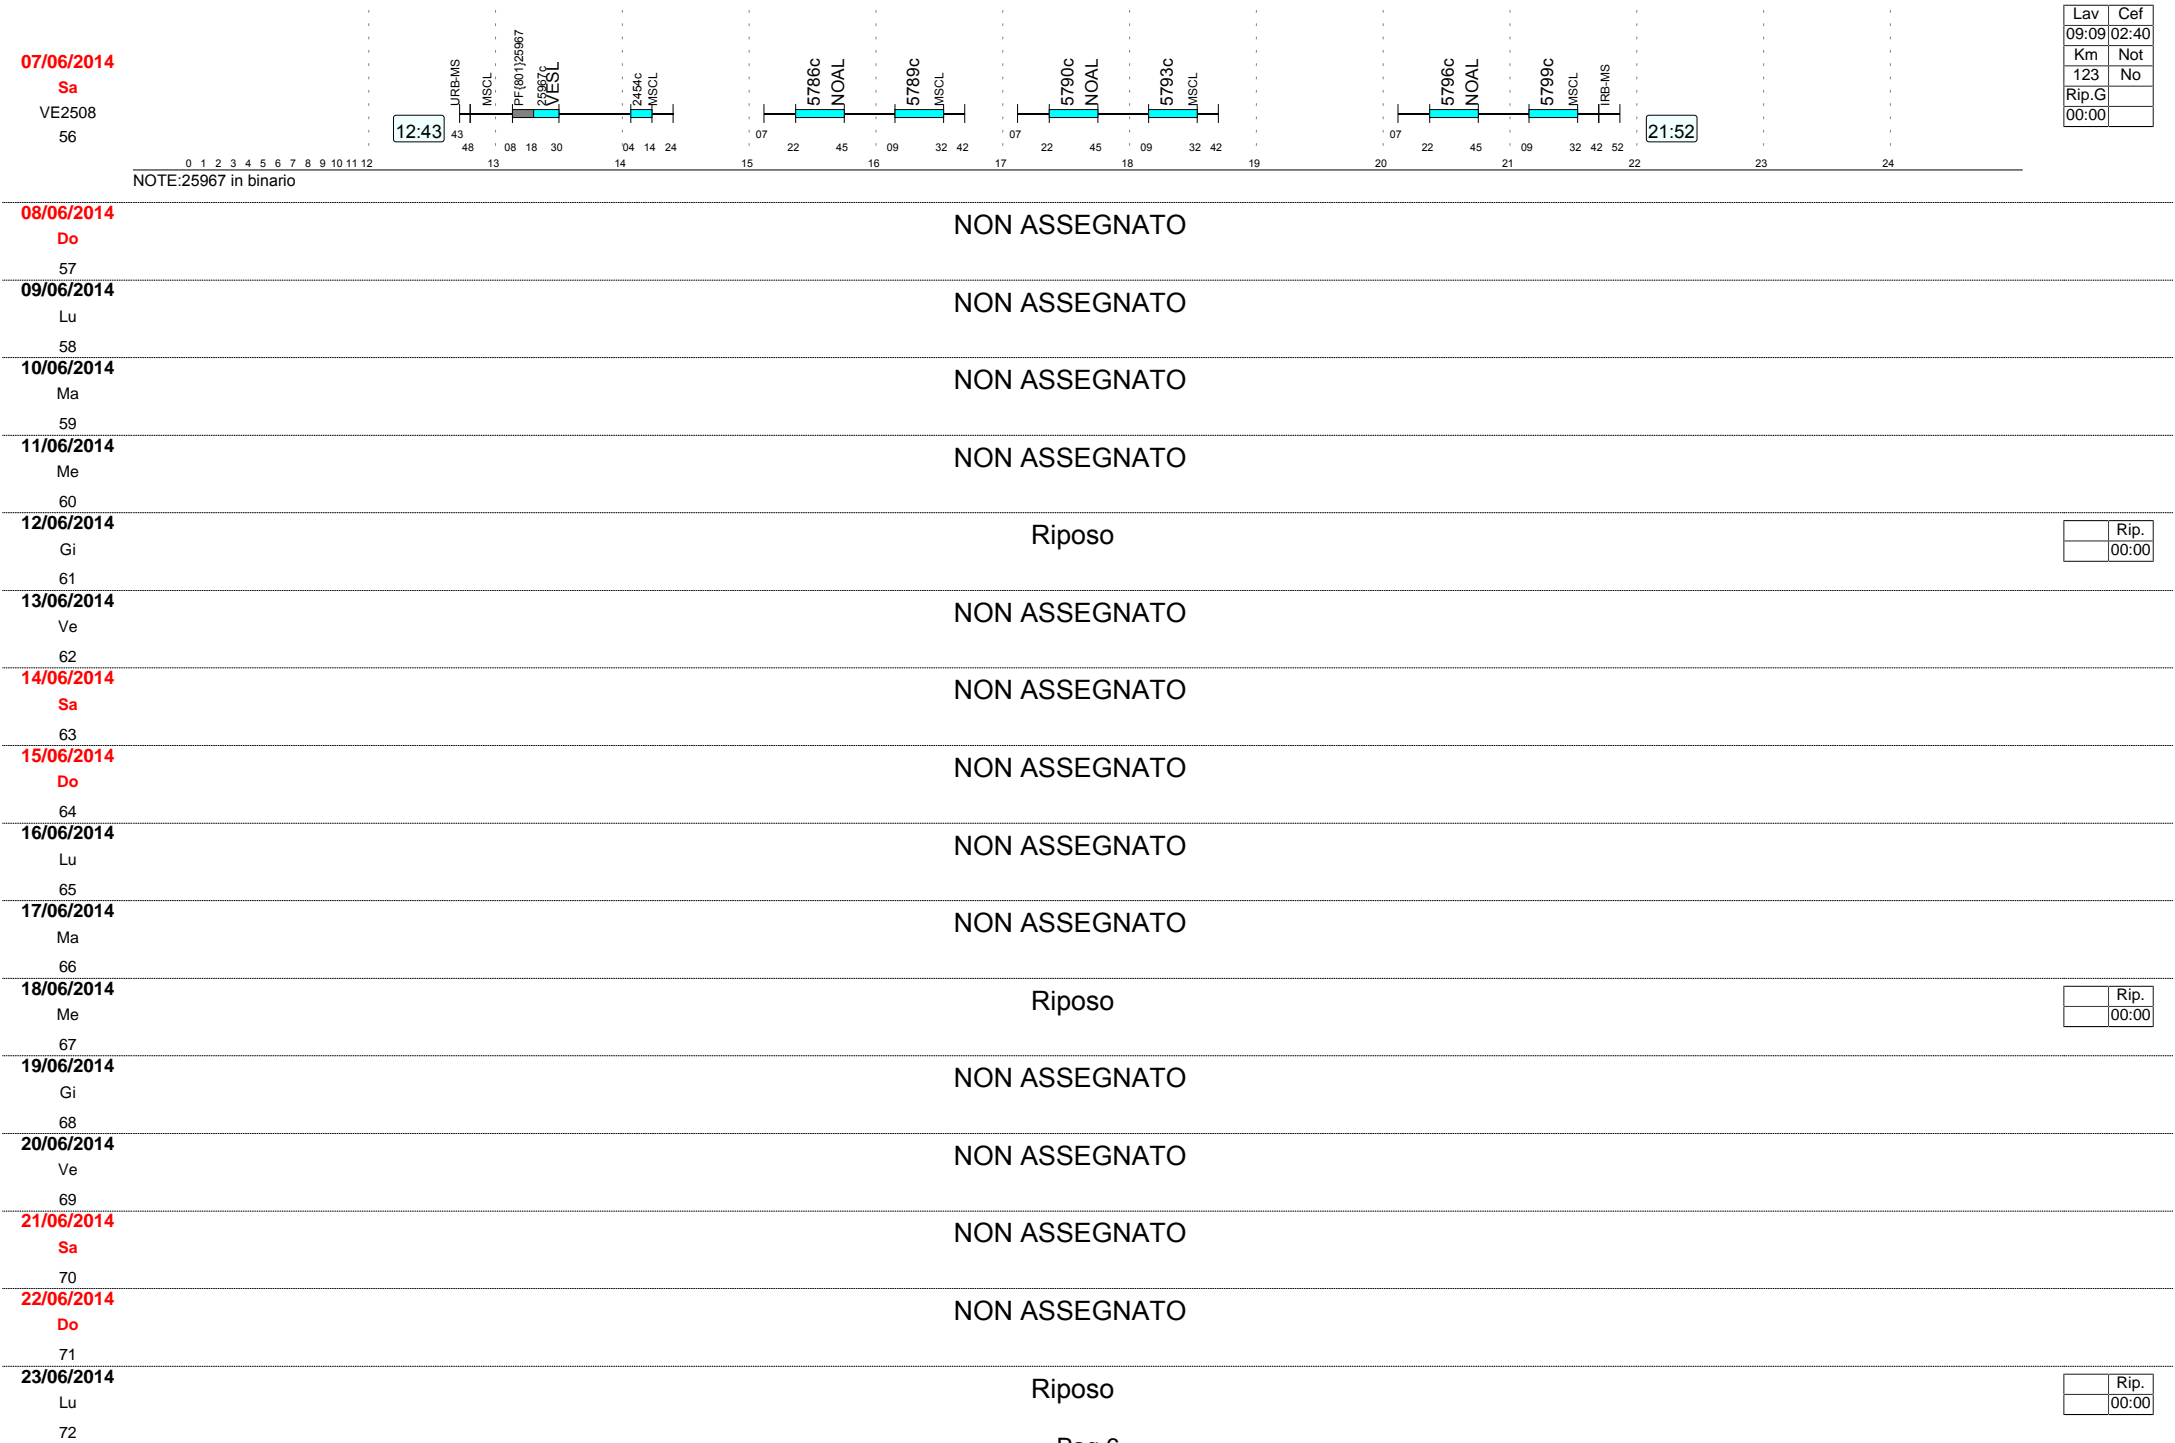 Lav Cef
09:09 02:40
Km Not
123 No
Rip.G
00:00
07/06/2014
Sa
VE2508
56
12:43
URB-MS
MSCL
PF{801}25967
25967c
VESL
2454c
MSCL
5786c
NOAL
5789c
MSCL
5790c
NOAL
5793c
MSCL
5796c
NOAL
5799c
MSCL
IRB-MS
21:52
43 07 07 07
48 08 18 30 04 14 24 22 45 09 32 42 22 45 09 32 42 22 45 09 32 42 52
0 1 2 3 4 5 6 7 8 9 10 11 12 13 14 15 16 17 18 19 20 21 22 23 24
NOTE:25967 in binario
08/06/2014
Do
57
NON ASSEGNATO
09/06/2014
Lu
58
NON ASSEGNATO
10/06/2014
Ma
59
NON ASSEGNATO
11/06/2014
Me
60
NON ASSEGNATO
12/06/2014
Gi
61
Riposo
Rip.
00:00
13/06/2014
Ve
62
NON ASSEGNATO
14/06/2014
Sa
63
NON ASSEGNATO
15/06/2014
Do
64
NON ASSEGNATO
16/06/2014
Lu
65
NON ASSEGNATO
17/06/2014
Ma
66
NON ASSEGNATO
18/06/2014
Me
67
Riposo
Rip.
00:00
19/06/2014
Gi
68
NON ASSEGNATO
20/06/2014
Ve
69
NON ASSEGNATO
21/06/2014
Sa
70
NON ASSEGNATO
22/06/2014
Do
71
NON ASSEGNATO
23/06/2014
Lu
72
Riposo
Rip.
00:00